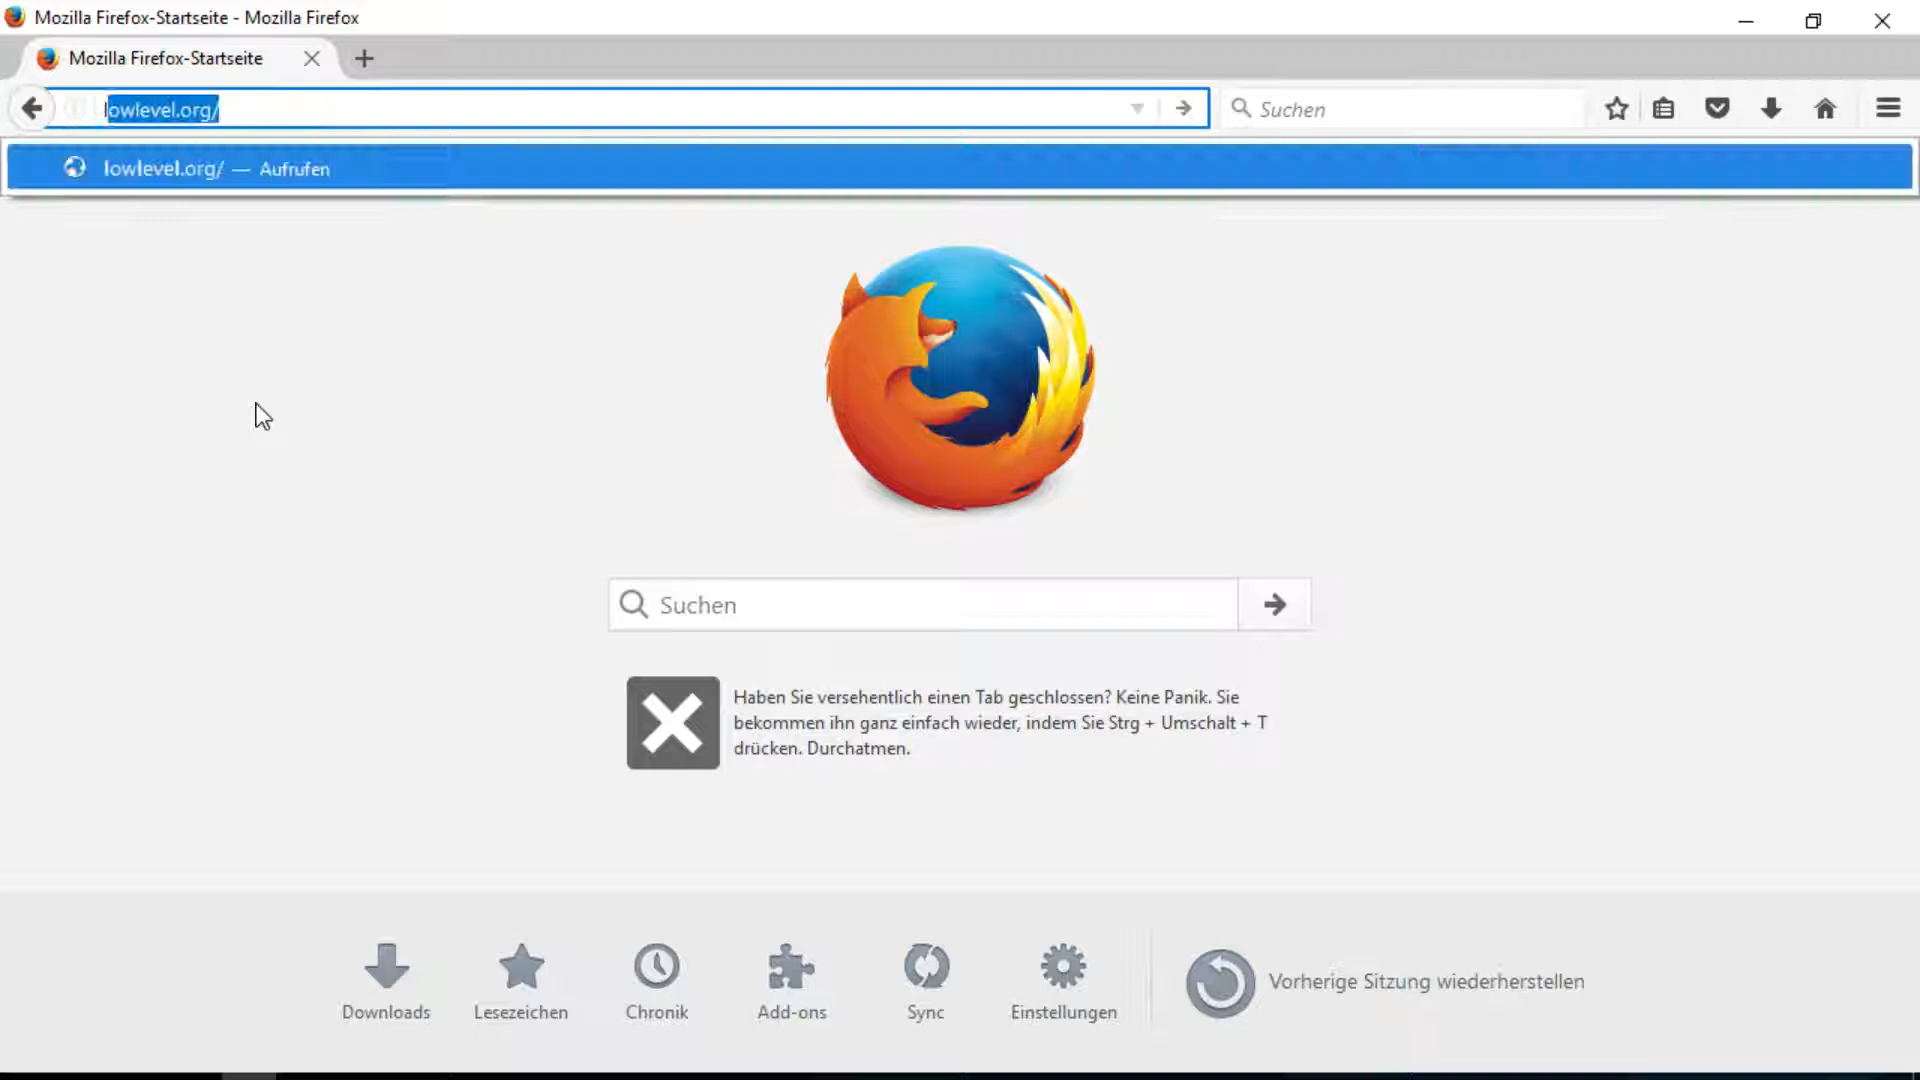 Mozilla Firefox-Startseite - Mozilla Firefox
Mozilla Firefox-Startseite
lowlevel.org/
Suchen
lowlevel.org/ — Aufrufen
Suchen
Haben Sie versehentlich einen Tab geschlossen? Keine Panik. Sie
bekommen ihn ganz einfach wieder, indem Sie Strg + Umschalt + T
drücken. Durchatmen.
Downloads
Lesezeichen
Chronik
Add-ons
Sync
Einstellungen
Vorherige Sitzung wiederherstellen